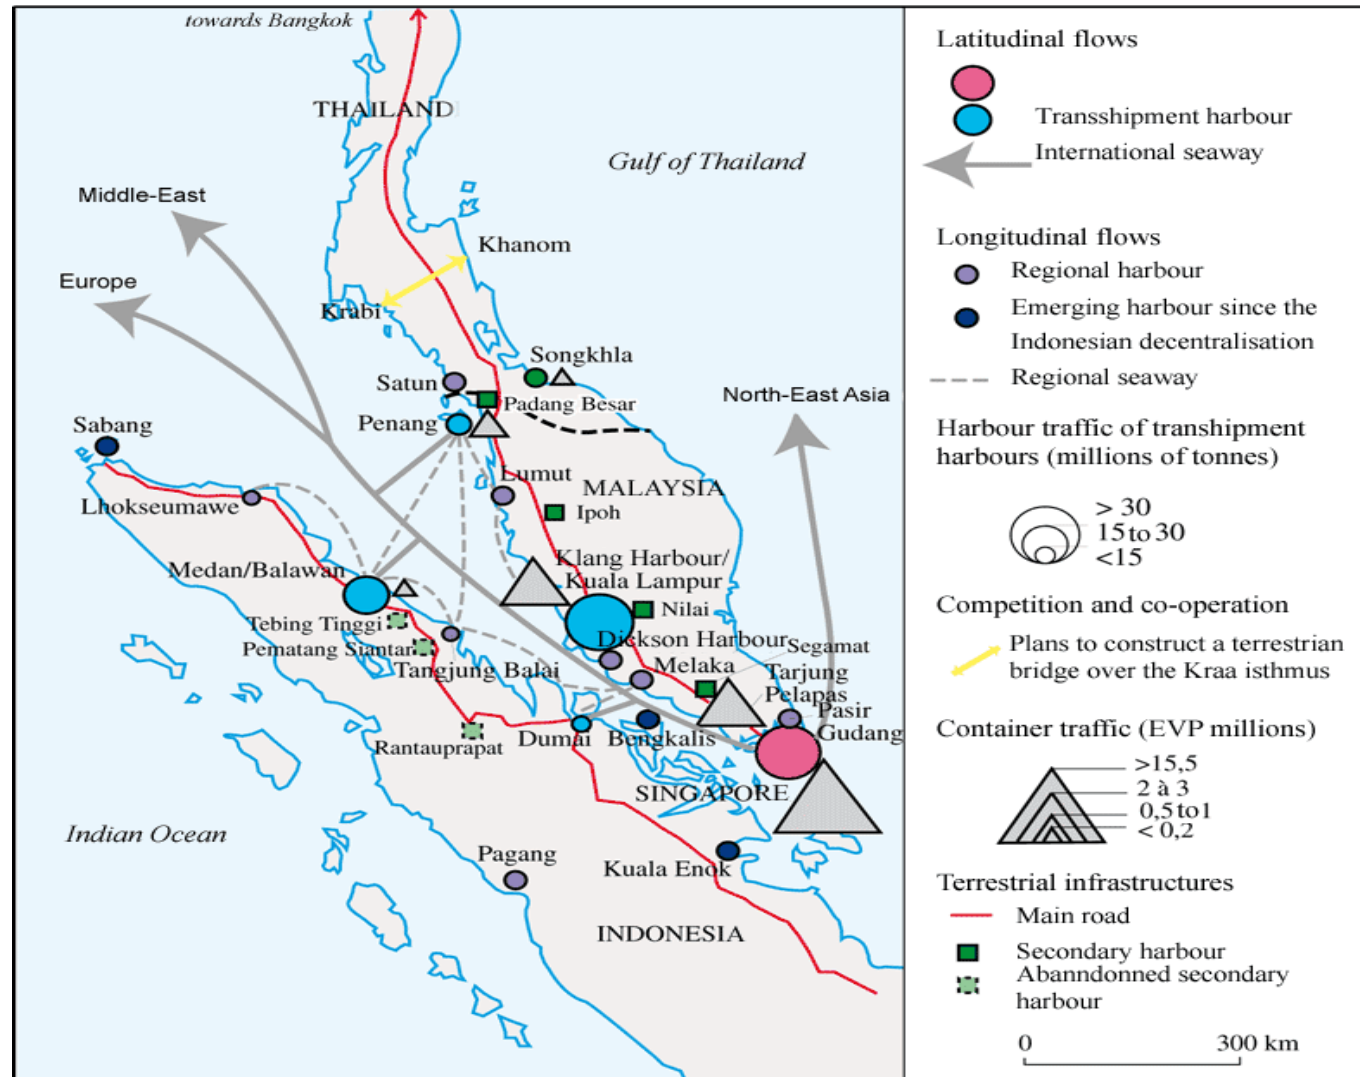 towards Bangkok
THAILAND
Gulf of Thailand
Middle-East
Khanom
Europe
Krabi
Songkhla
Satun
North-East Asia
Padang Besar
Penang
Sabang
Lumut
MALAYSIA
Lhokseumawe
Ipoh
Klang Harbour/
Kuala Lampur
Medan/Balawan
Nilai
Tebing Tinggi
Dickson Harbour
Segamat
Pematang Siantar
Melaka
Tarjung
Pelapas
Tangjung Balai
Pasir
Gudang
Rantauprapat
Dumai
Bengkalis
SINGAPORE
Indian Ocean
Pagang
Kuala Enok
INDONESIA
Latitudinal flows
Transshipment harbour
International seaway
Longitudinal flows
Regional harbour
Emerging harbour since the
Indonesian decentralisation
Regional seaway
Harbour traffic of transhipment
harbours (millions of tonnes)
> 30
15 to 30
<15
Competition and co-operation
Plans to construct a terrestrian
bridge over the Kraa isthmus
Container traffic (EVP millions)
>15,5
2 à 3
0,5 to1
< 0,2
Terrestrial infrastructures
Main road
Secondary harbour
Abanndonned secondary
harbour
0 300 km